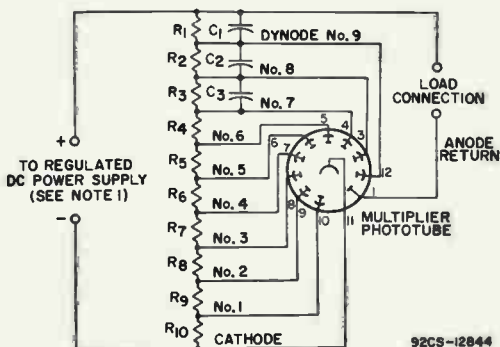 R1 C1 DYNODE No. 9
R2 C2 No. 8
R3 C3 No. 7
R4 No. 6
R5 No. 5
R6 No. 4
R7 No. 3
R8 No. 2
R9 No. 1
R10 CATHODE
+
TO REGULATED
DC POWER SUPPLY
(SEE NOTE 1)
−
LOAD
CONNECTION
ANODE
RETURN
5 4 3
6 7 12
8 9 10 11 1
MULTIPLIER
PHOTOTUBE
92CS-12844